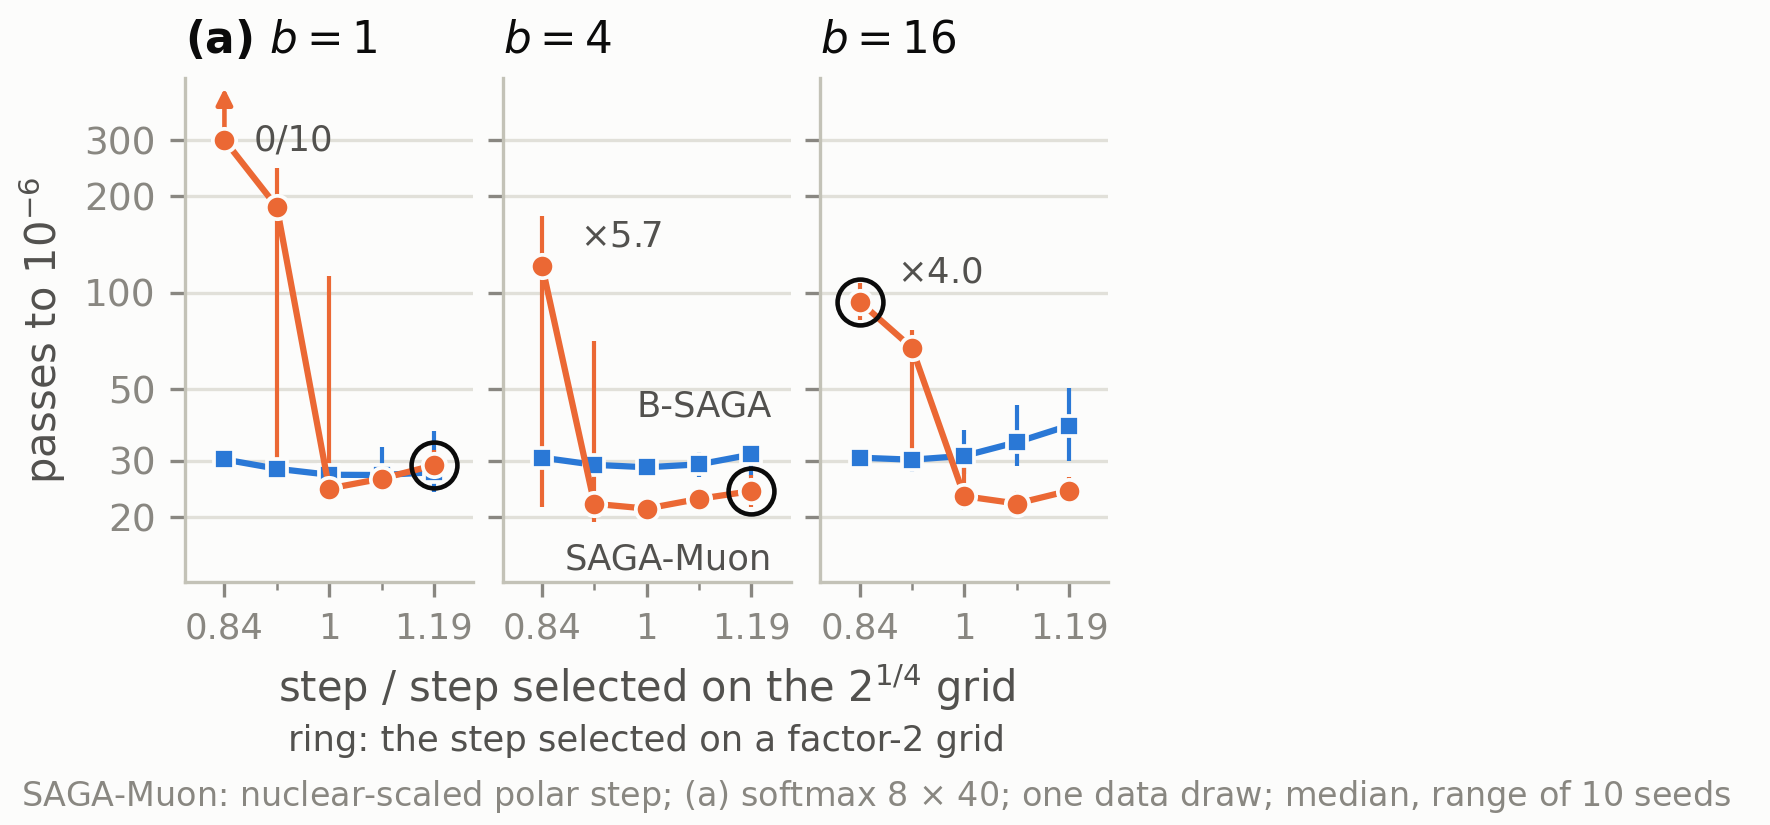 (a) b = 1
b = 4
b = 16
300
200
100
50
30
20
passes to 10⁻⁶
0/10
×5.7
×4.0
B-SAGA
SAGA-Muon
0.84 1 1.19
0.84 1 1.19
0.84 1 1.19
step / step selected on the 2^{1/4} grid
ring: the step selected on a factor-2 grid
SAGA-Muon: nuclear-scaled polar step; (a) softmax 8 × 40; one data draw; median, range of 10 seeds